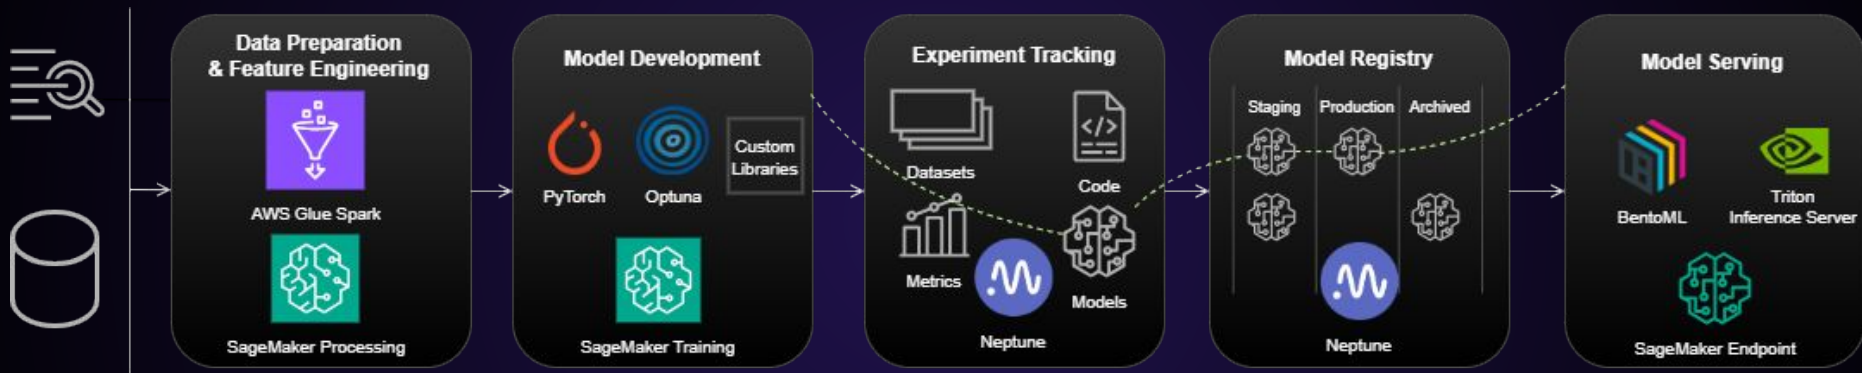 Data Preparation
& Feature Engineering
AWS Glue Spark
SageMaker Processing
Model Development
PyTorch
Optuna
Custom
Libraries
SageMaker Training
Experiment Tracking
Datasets
</>
Code
Metrics
Models
Neptune
Model Registry
Staging
Production
Archived
Neptune
Model Serving
BentoML
Triton
Inference Server
SageMaker Endpoint